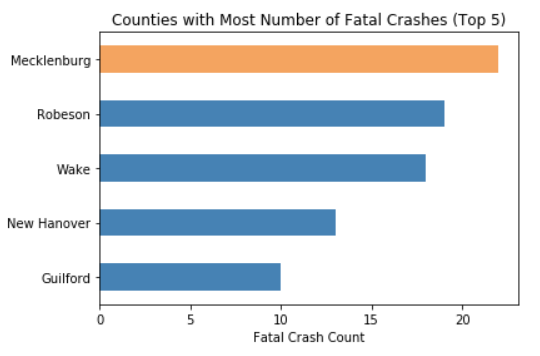 Counties with Most Number of Fatal Crashes (Top 5)
Mecklenburg
Robeson
Wake
New Hanover
Guilford
0 5 10 15 20
Fatal Crash Count